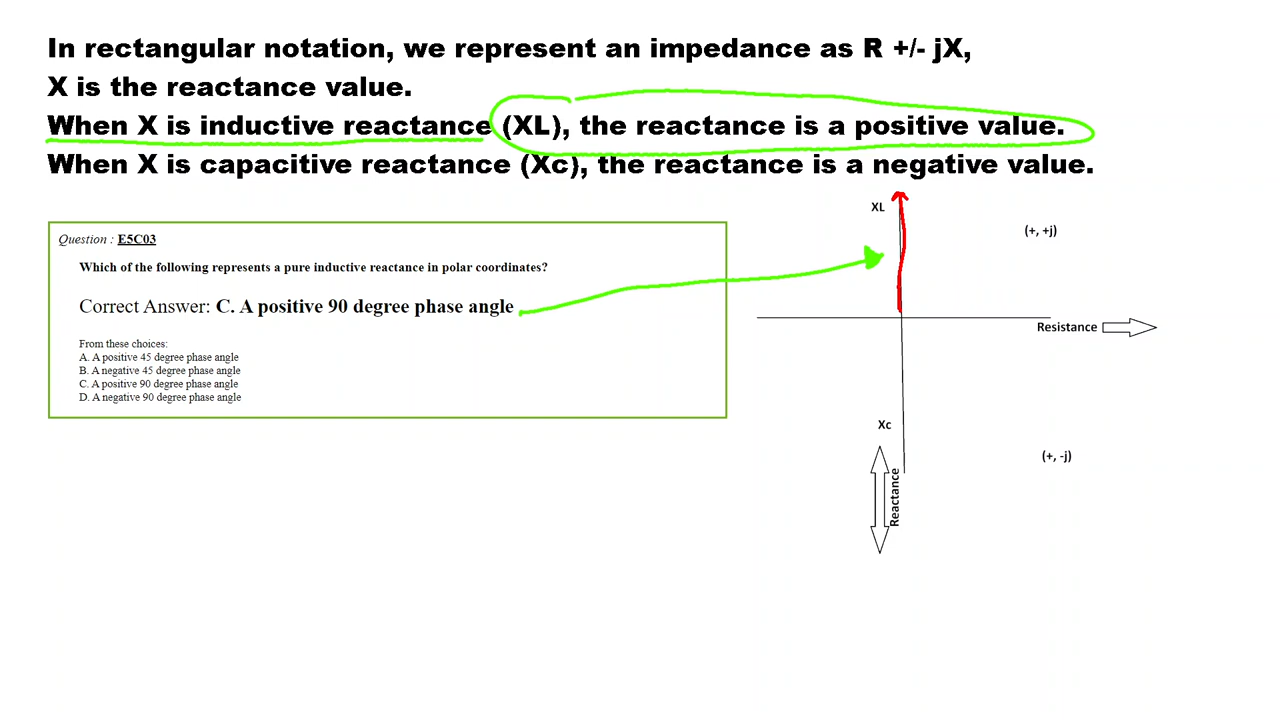 In rectangular notation, we represent an impedance as R +/- jX,
X is the reactance value.
When X is inductive reactance (XL), the reactance is a positive value.
When X is capacitive reactance (Xc), the reactance is a negative value.
Question : E5C03
Which of the following represents a pure inductive reactance in polar coordinates?
Correct Answer: C. A positive 90 degree phase angle
From these choices:
A. A positive 45 degree phase angle
B. A negative 45 degree phase angle
C. A positive 90 degree phase angle
D. A negative 90 degree phase angle
XL
(+, +j)
Resistance
Xc
(+, -j)
Reactance